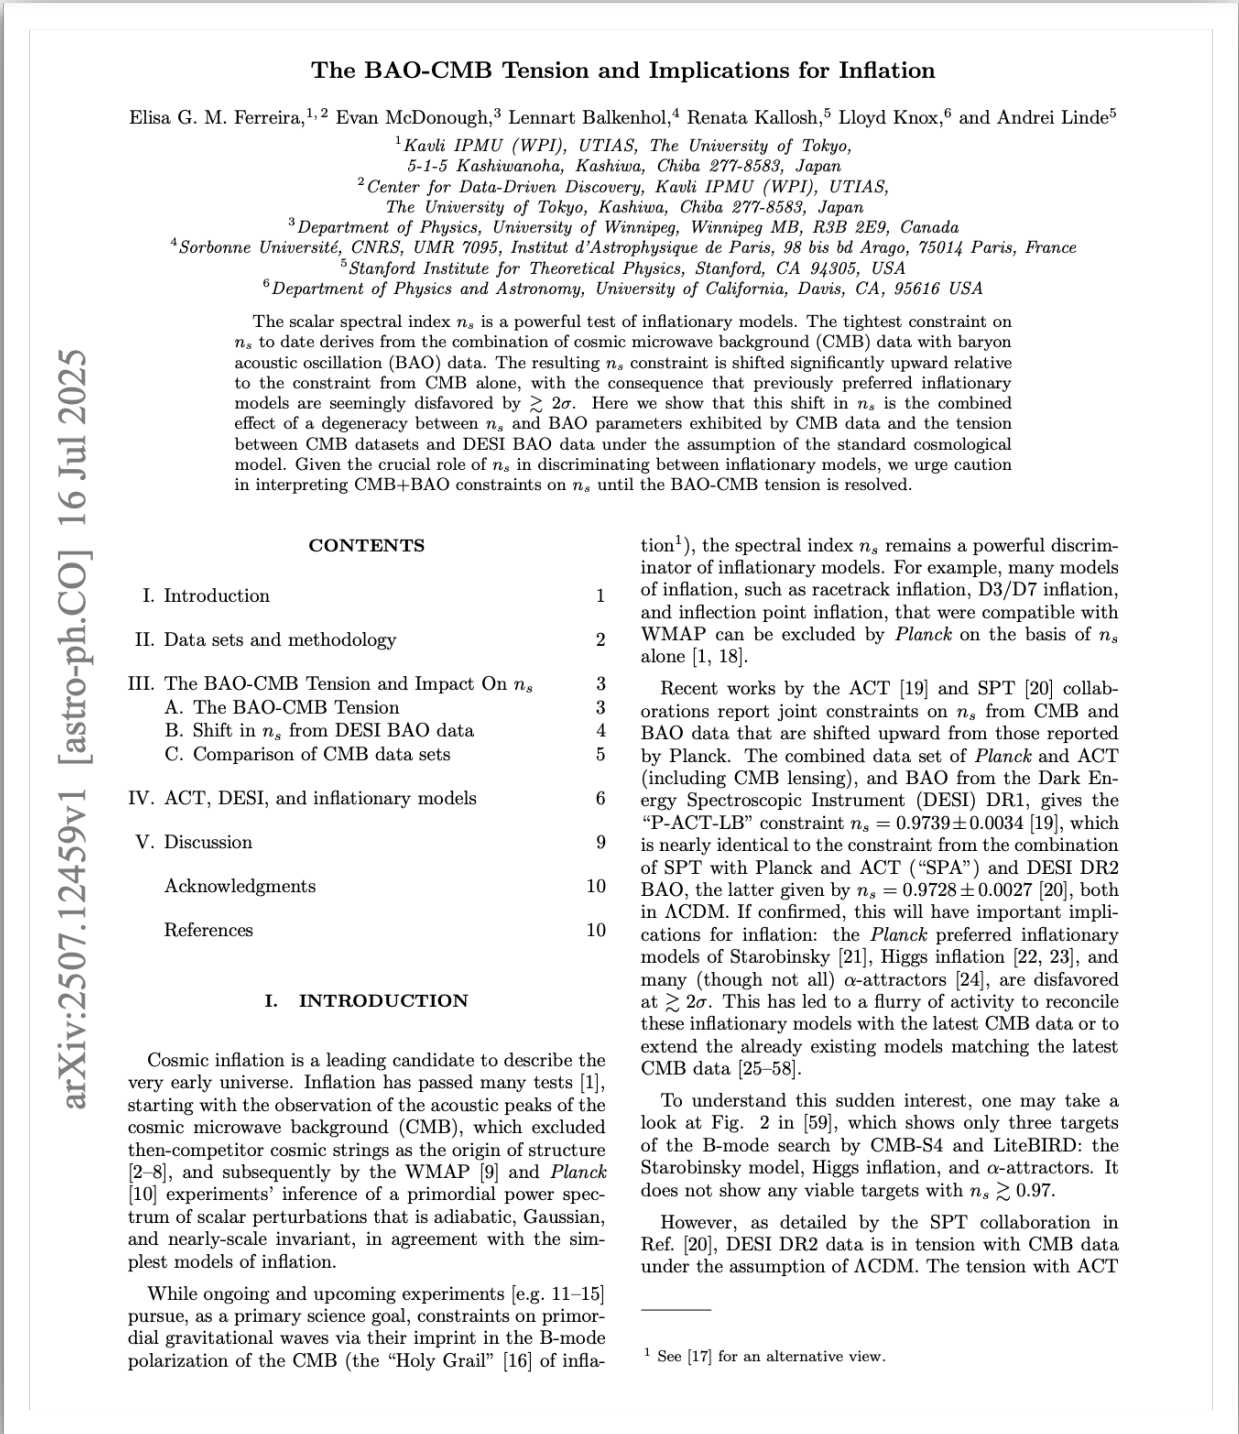 The BAO-CMB Tension and Implications for Inflation
Elisa G. M. Ferreira,1, 2 Evan McDonough,3 Lennart Balkenhol,4 Renata Kallosh,5 Lloyd Knox,6 and Andrei Linde5
1Kavli IPMU (WPI), UTIAS, The University of Tokyo,
5-1-5 Kashiwanoha, Kashiwa, Chiba 277-8583, Japan
2Center for Data-Driven Discovery, Kavli IPMU (WPI), UTIAS,
The University of Tokyo, Kashiwa, Chiba 277-8583, Japan
3Department of Physics, University of Winnipeg, Winnipeg MB, R3B 2E9, Canada
4Sorbonne Université, CNRS, UMR 7095, Institut d'Astrophysique de Paris, 98 bis bd Arago, 75014 Paris, France
5Stanford Institute for Theoretical Physics, Stanford, CA 94305, USA
6Department of Physics and Astronomy, University of California, Davis, CA, 95616 USA
The scalar spectral index ns is a powerful test of inflationary models. The tightest constraint on
ns to date derives from the combination of cosmic microwave background (CMB) data with baryon
acoustic oscillation (BAO) data. The resulting ns constraint is shifted significantly upward relative
to the constraint from CMB alone, with the consequence that previously preferred inflationary
models are seemingly disfavored by ≳ 2σ. Here we show that this shift in ns is the combined
effect of a degeneracy between ns and BAO parameters exhibited by CMB data and the tension
between CMB datasets and DESI BAO data under the assumption of the standard cosmological
model. Given the crucial role of ns in discriminating between inflationary models, we urge caution
in interpreting CMB+BAO constraints on ns until the BAO-CMB tension is resolved.
arXiv:2507.12459v1 [astro-ph.CO] 16 Jul 2025
CONTENTS
I. Introduction 1
II. Data sets and methodology 2
III. The BAO-CMB Tension and Impact On ns 3
A. The BAO-CMB Tension 3
B. Shift in ns from DESI BAO data 4
C. Comparison of CMB data sets 5
IV. ACT, DESI, and inflationary models 6
V. Discussion 9
Acknowledgments 10
References 10
I. INTRODUCTION
Cosmic inflation is a leading candidate to describe the
very early universe. Inflation has passed many tests [1],
starting with the observation of the acoustic peaks of the
cosmic microwave background (CMB), which excluded
then-competitor cosmic strings as the origin of structure
[2–8], and subsequently by the WMAP [9] and Planck
[10] experiments' inference of a primordial power spec-
trum of scalar perturbations that is adiabatic, Gaussian,
and nearly-scale invariant, in agreement with the sim-
plest models of inflation.
While ongoing and upcoming experiments [e.g. 11–15]
pursue, as a primary science goal, constraints on primor-
dial gravitational waves via their imprint in the B-mode
polarization of the CMB (the “Holy Grail” [16] of infla-
tion1), the spectral index ns remains a powerful discrim-
inator of inflationary models. For example, many models
of inflation, such as racetrack inflation, D3/D7 inflation,
and inflection point inflation, that were compatible with
WMAP can be excluded by Planck on the basis of ns
alone [1, 18].
Recent works by the ACT [19] and SPT [20] collab-
orations report joint constraints on ns from CMB and
BAO data that are shifted upward from those reported
by Planck. The combined data set of Planck and ACT
(including CMB lensing), and BAO from the Dark En-
ergy Spectroscopic Instrument (DESI) DR1, gives the
“P-ACT-LB” constraint ns = 0.9739±0.0034 [19], which
is nearly identical to the constraint from the combination
of SPT with Planck and ACT (“SPA”) and DESI DR2
BAO, the latter given by ns = 0.9728±0.0027 [20], both
in ΛCDM. If confirmed, this will have important impli-
cations for inflation: the Planck preferred inflationary
models of Starobinsky [21], Higgs inflation [22, 23], and
many (though not all) α-attractors [24], are disfavored
at ≳ 2σ. This has led to a flurry of activity to reconcile
these inflationary models with the latest CMB data or to
extend the already existing models matching the latest
CMB data [25–58].
To understand this sudden interest, one may take a
look at Fig. 2 in [59], which shows only three targets
of the B-mode search by CMB-S4 and LiteBIRD: the
Starobinsky model, Higgs inflation, and α-attractors. It
does not show any viable targets with ns ≳ 0.97.
However, as detailed by the SPT collaboration in
Ref. [20], DESI DR2 data is in tension with CMB data
under the assumption of ΛCDM. The tension with ACT
1 See [17] for an alternative view.